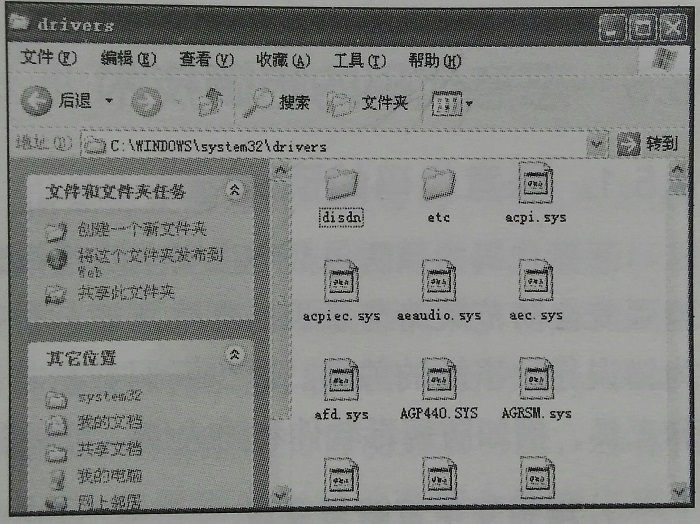 drivers
文件(F) 编辑(E) 查看(V) 收藏(A) 工具(T) 帮助(H)
后退 搜索 文件夹
地址(D) C:\WINDOWS\system32\drivers 转到
文件和文件夹任务
创建一个新文件夹
将这个文件夹发布到
Web
共享此文件夹
其它位置
system32
我的文档
共享文档
我的电脑
网上邻居
disdn etc acpi.sys
acpiec.sys aeaudio.sys aec.sys
afd.sys AGP440.SYS AGRSM.sys